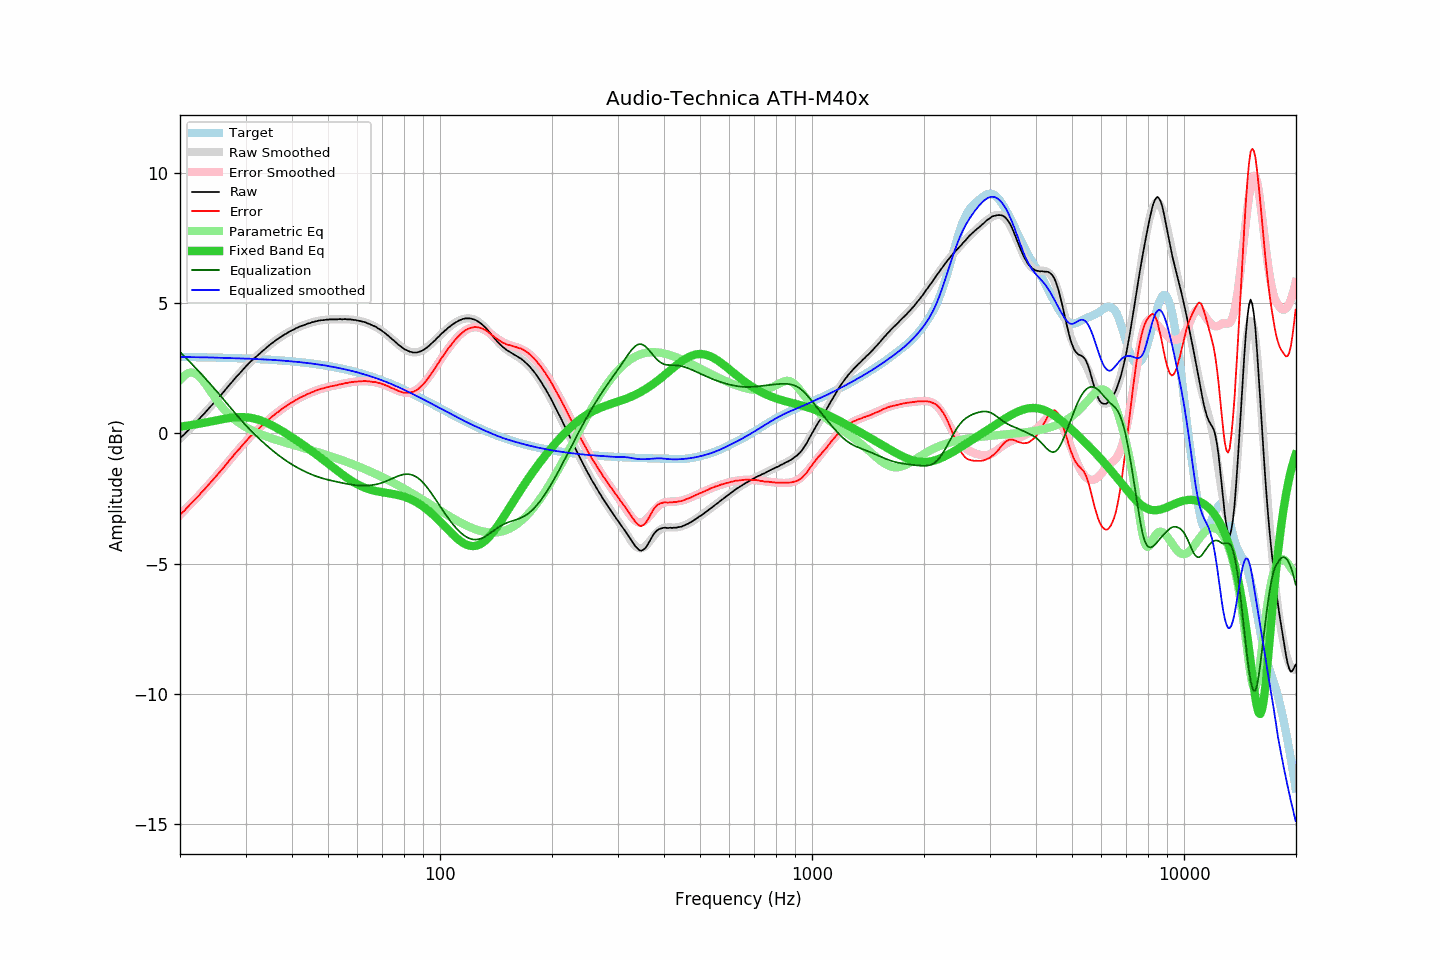 Audio-Technica ATH-M40x
Target
Raw Smoothed
Error Smoothed
Raw
Error
Parametric Eq
Fixed Band Eq
Equalization
Equalized smoothed
Amplitude (dBr)
10
5
0
−5
−10
−15
100
1000
10000
Frequency (Hz)